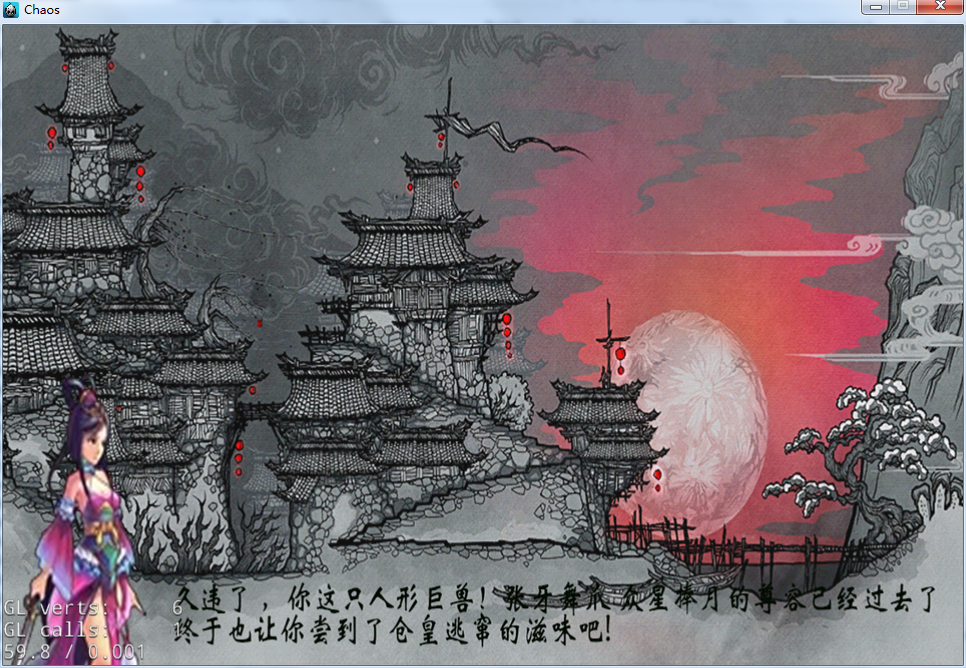 Chaos
久违了，你这只人形巨兽！张牙舞爪 众星捧月的尊容已经过去了
终于也让你尝到了仓皇逃窜的滋味吧！
GL verts: 6
GL calls: 1
59.8 / 0.001